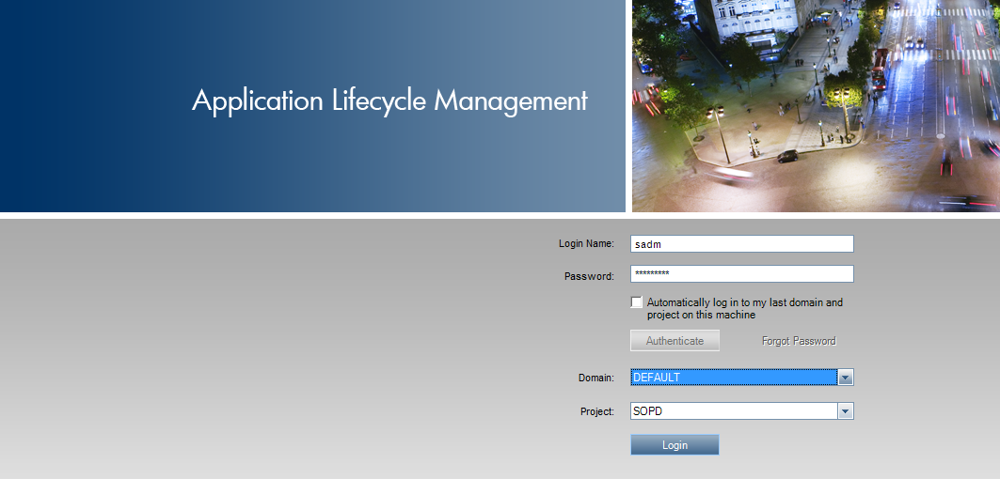 Application Lifecycle Management
Login Name:
sadm
Password:
*********
Automatically log in to my last domain and
project on this machine
Authenticate
Forgot Password
Domain:
DEFAULT
Project:
SOPD
Login